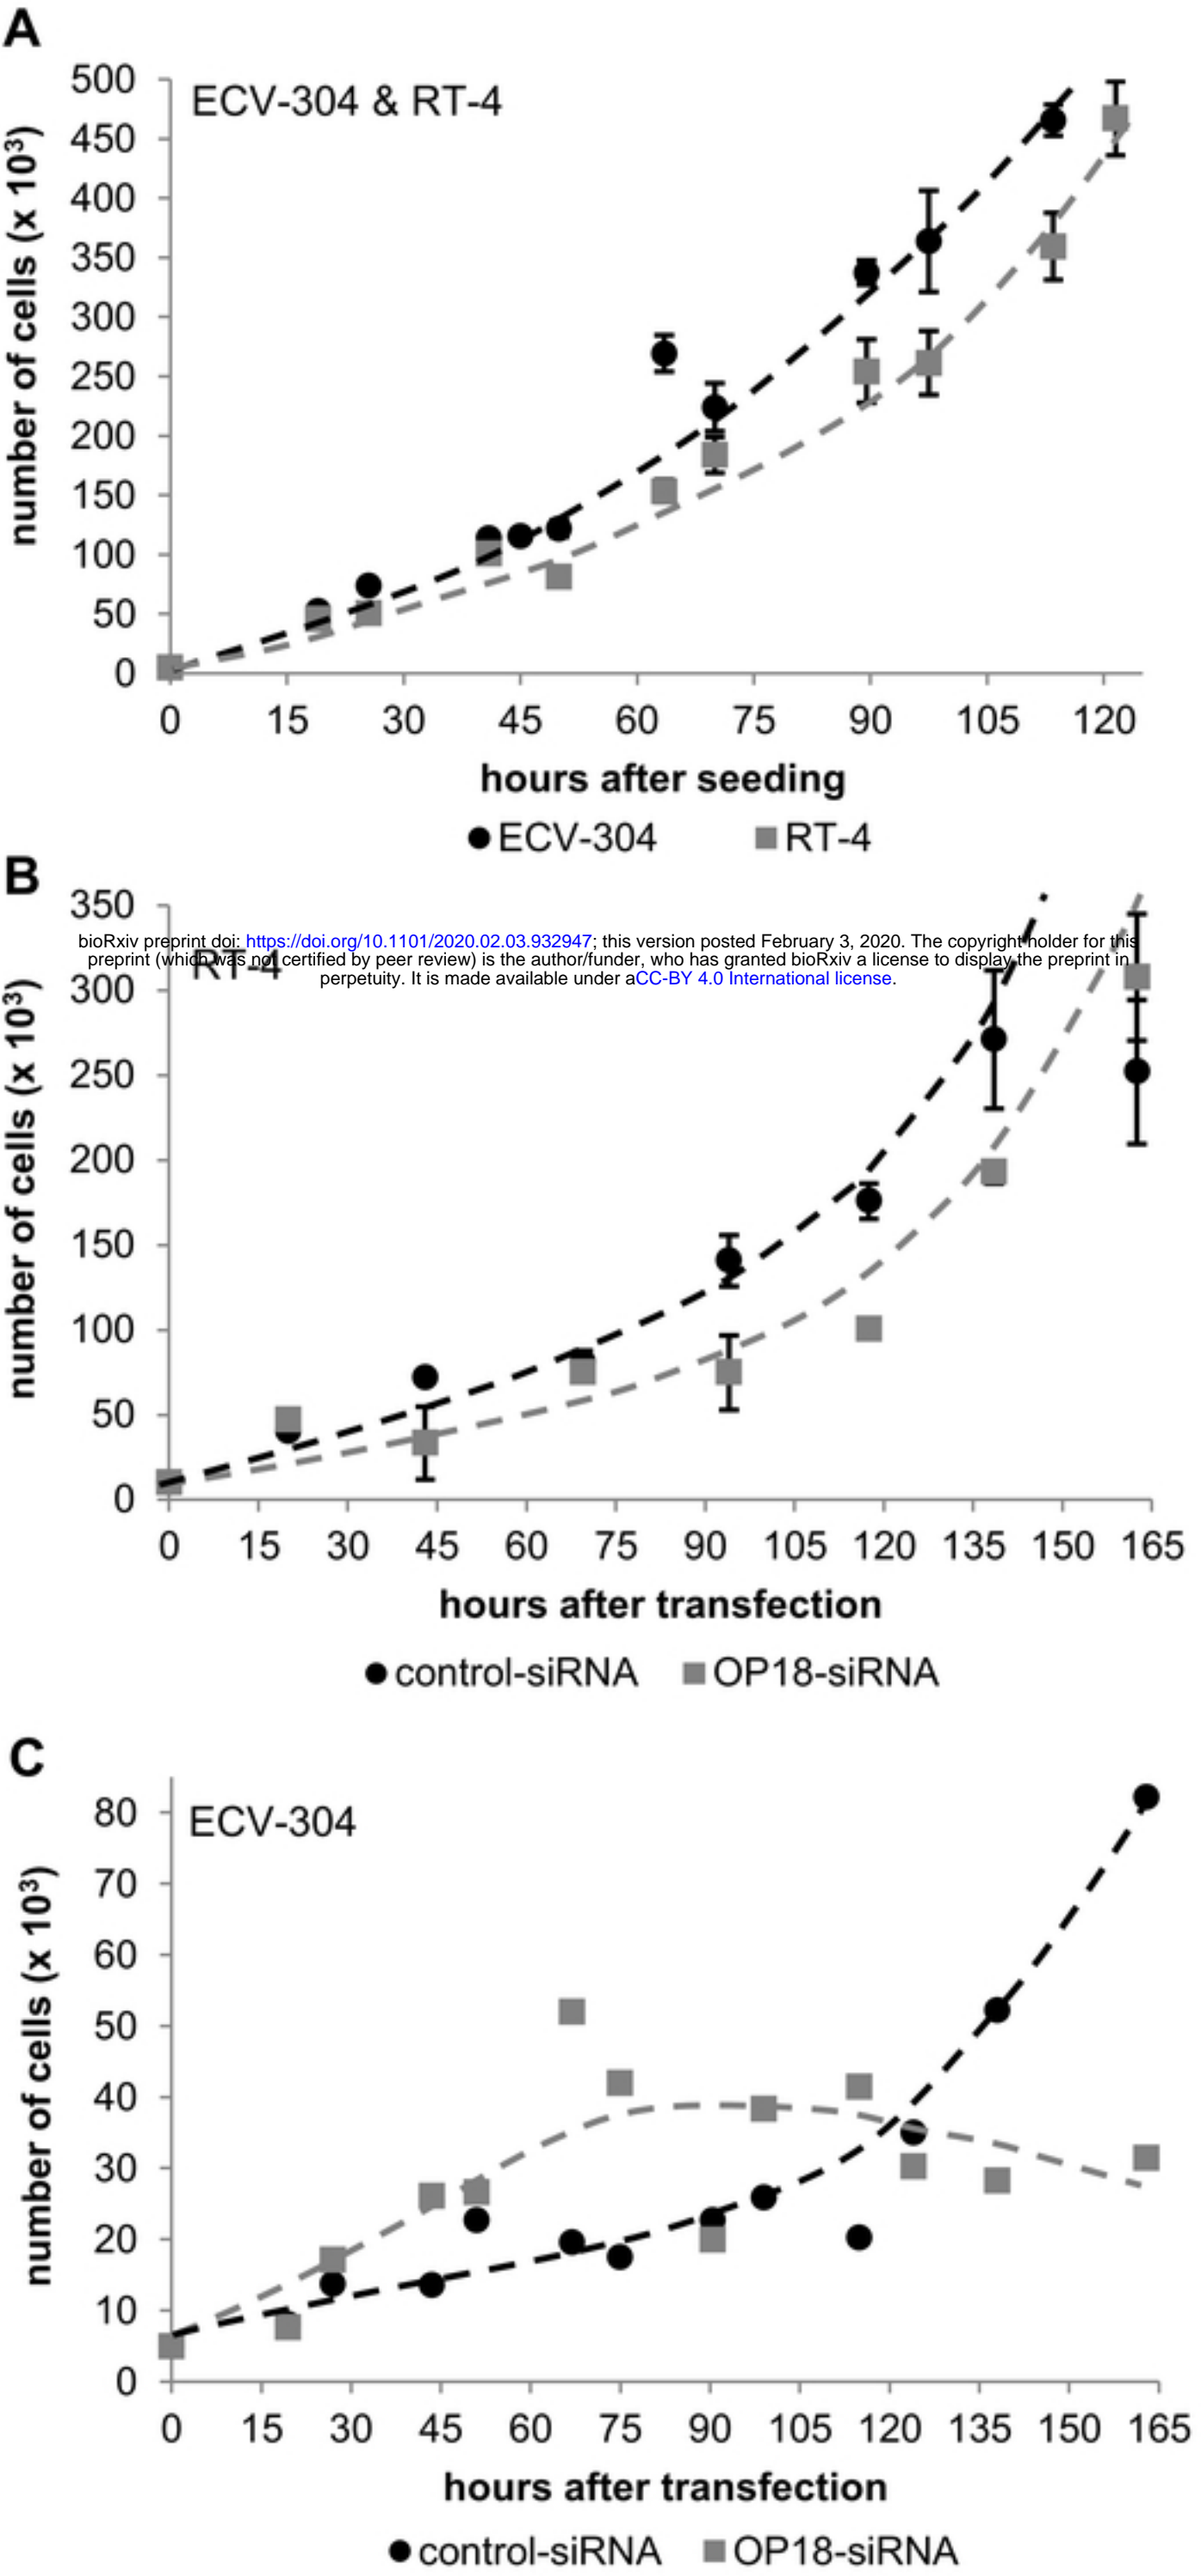 A
ECV-304 & RT-4
number of cells (x 10³)
500
450
400
350
300
250
200
150
100
50
0
0 15 30 45 60 75 90 105 120
hours after seeding
ECV-304 RT-4
B
RT-4
number of cells (x 10³)
350
bioRxiv preprint doi: https://doi.org/10.1101/2020.02.03.932947; this version posted February 3, 2020. The copyright holder for this
preprint (which was not certified by peer review) is the author/funder, who has granted bioRxiv a license to display the preprint in
perpetuity. It is made available under aCC-BY 4.0 International license.
300
250
200
150
100
50
0
0 15 30 45 60 75 90 105 120 135 150 165
hours after transfection
control-siRNA OP18-siRNA
C
ECV-304
number of cells (x 10³)
80
70
60
50
40
30
20
10
0
0 15 30 45 60 75 90 105 120 135 150 165
hours after transfection
control-siRNA OP18-siRNA